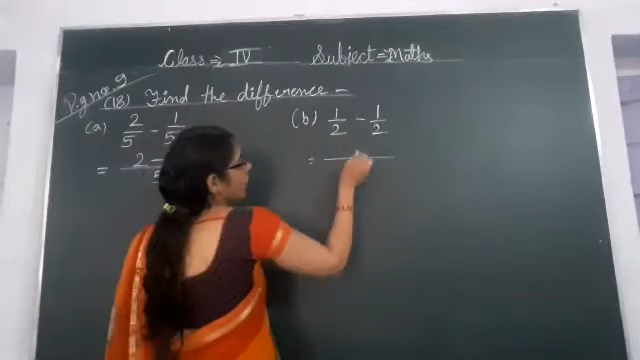 Class⇒ IV Subject=Maths
P.g no⇒ 9
(18) Find the difference -
(a) 2/5 - 1/5 (b) 1/2 - 1/2
= 2 =